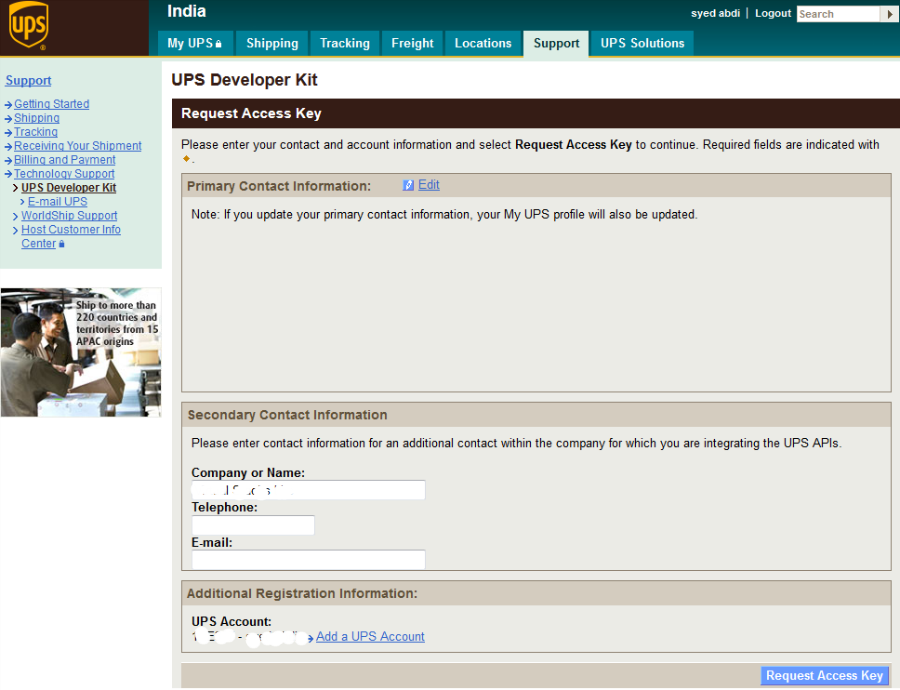 ups
India
syed abdi | Logout Search
My UPS Shipping Tracking Freight Locations Support UPS Solutions
Support
Getting Started
Shipping
Tracking
Receiving Your Shipment
Billing and Payment
Technology Support
UPS Developer Kit
E-mail UPS
WorldShip Support
Host Customer Info
Center
Ship to more than
220 countries and
territories from 15
APAC origins
UPS Developer Kit
Request Access Key
Please enter your contact and account information and select Request Access Key to continue. Required fields are indicated with
.
Primary Contact Information: Edit
Note: If you update your primary contact information, your My UPS profile will also be updated.
Secondary Contact Information
Please enter contact information for an additional contact within the company for which you are integrating the UPS APIs.
Company or Name:
Telephone:
E-mail:
Additional Registration Information:
UPS Account:
Add a UPS Account
Request Access Key